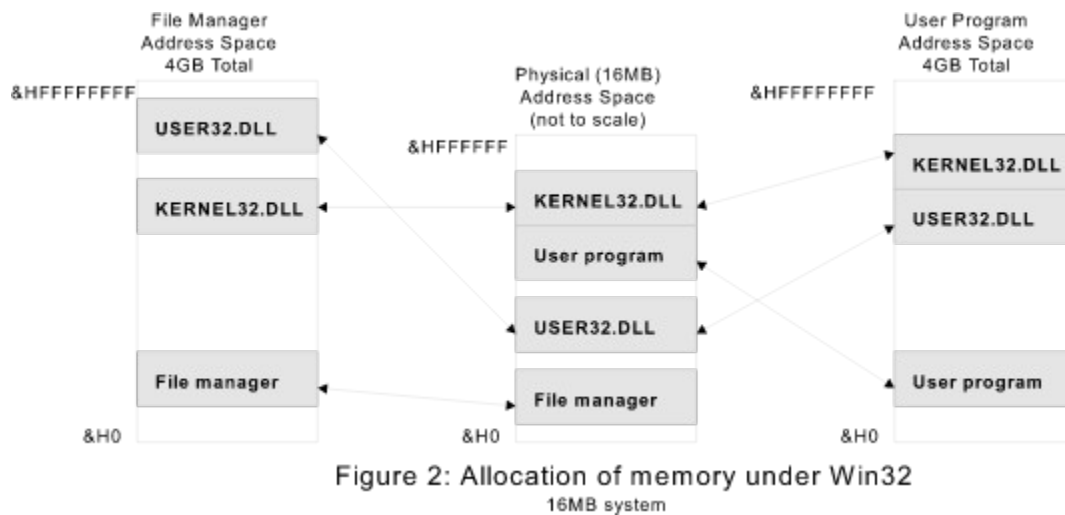 File Manager
Address Space
4GB Total
&HFFFFFFFF
USER32.DLL
KERNEL32.DLL
File manager
&H0
Physical (16MB)
Address Space
(not to scale)
&HFFFFFF
KERNEL32.DLL
User program
USER32.DLL
File manager
&H0
User Program
Address Space
4GB Total
&HFFFFFFFF
KERNEL32.DLL
USER32.DLL
User program
&H0
Figure 2: Allocation of memory under Win32
16MB system